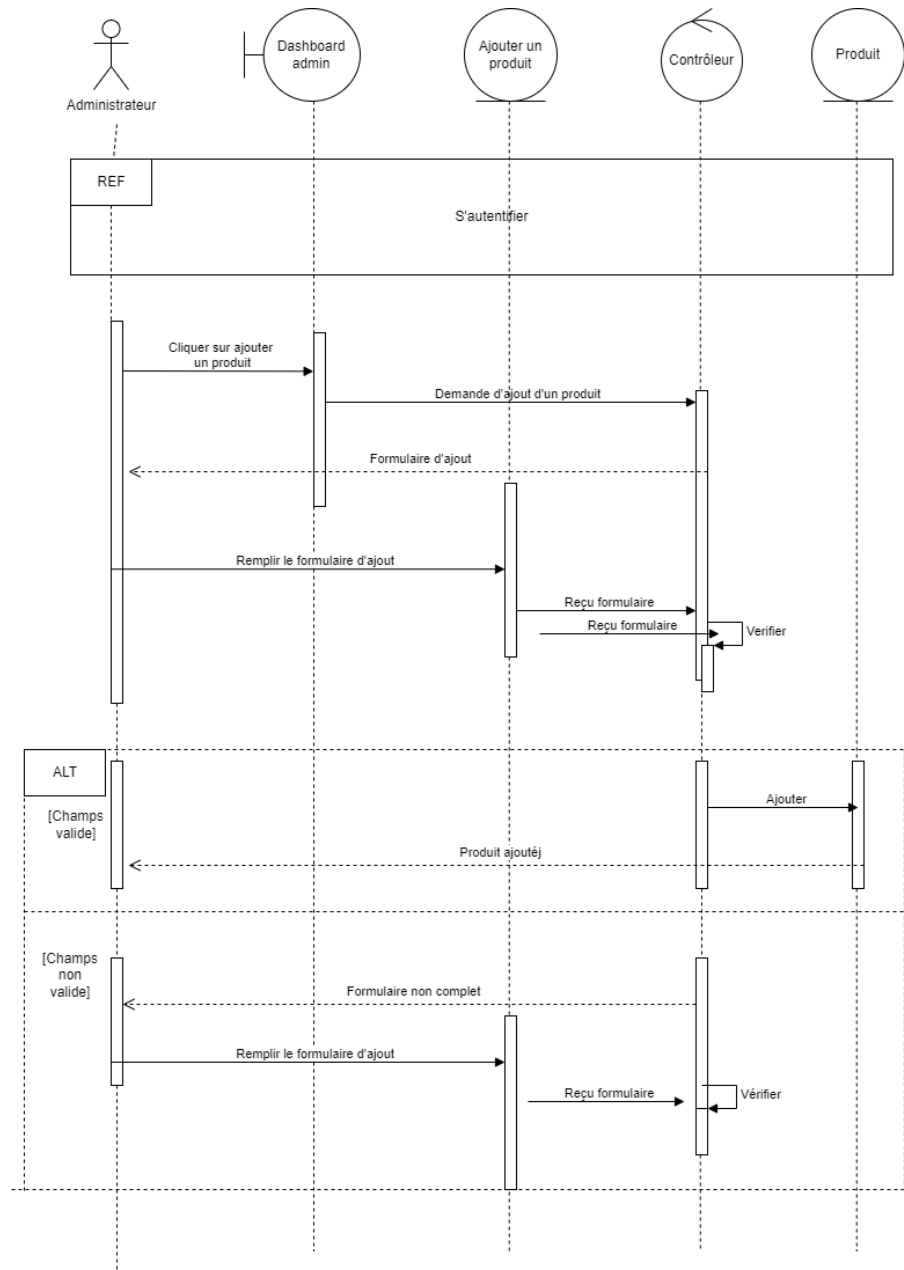 Administrateur
Dashboard
admin
Ajouter un
produit
Contrôleur
Produit
REF
S'autentifier
Cliquer sur ajouter
un produit
Demande d'ajout d'un produit
Formulaire d'ajout
Remplir le formulaire d'ajout
Reçu formulaire
Reçu formulaire
Verifier
ALT
[Champs
valide]
Ajouter
Produit ajoutéj
[Champs
non
valide]
Formulaire non complet
Remplir le formulaire d'ajout
Reçu formulaire
Vérifier